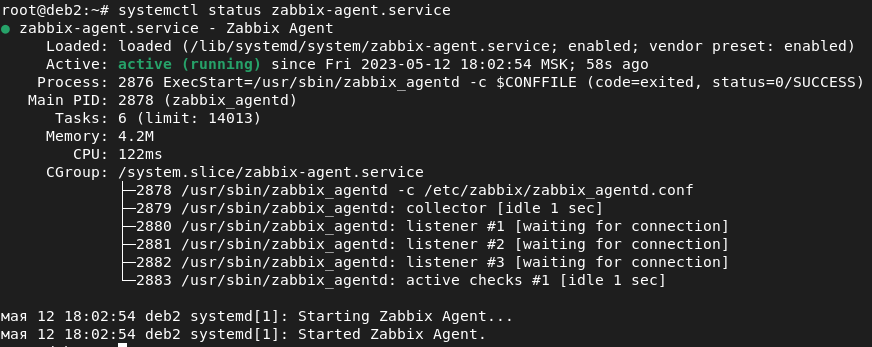 root@deb2:~# systemctl status zabbix-agent.service
● zabbix-agent.service - Zabbix Agent
Loaded: loaded (/lib/systemd/system/zabbix-agent.service; enabled; vendor preset: enabled)
Active: active (running) since Fri 2023-05-12 18:02:54 MSK; 58s ago
Process: 2876 ExecStart=/usr/sbin/zabbix_agentd -c $CONFFILE (code=exited, status=0/SUCCESS)
Main PID: 2878 (zabbix_agentd)
Tasks: 6 (limit: 14013)
Memory: 4.2M
CPU: 122ms
CGroup: /system.slice/zabbix-agent.service
├─2878 /usr/sbin/zabbix_agentd -c /etc/zabbix/zabbix_agentd.conf
├─2879 /usr/sbin/zabbix_agentd: collector [idle 1 sec]
├─2880 /usr/sbin/zabbix_agentd: listener #1 [waiting for connection]
├─2881 /usr/sbin/zabbix_agentd: listener #2 [waiting for connection]
├─2882 /usr/sbin/zabbix_agentd: listener #3 [waiting for connection]
└─2883 /usr/sbin/zabbix_agentd: active checks #1 [idle 1 sec]
мая 12 18:02:54 deb2 systemd[1]: Starting Zabbix Agent...
мая 12 18:02:54 deb2 systemd[1]: Started Zabbix Agent.